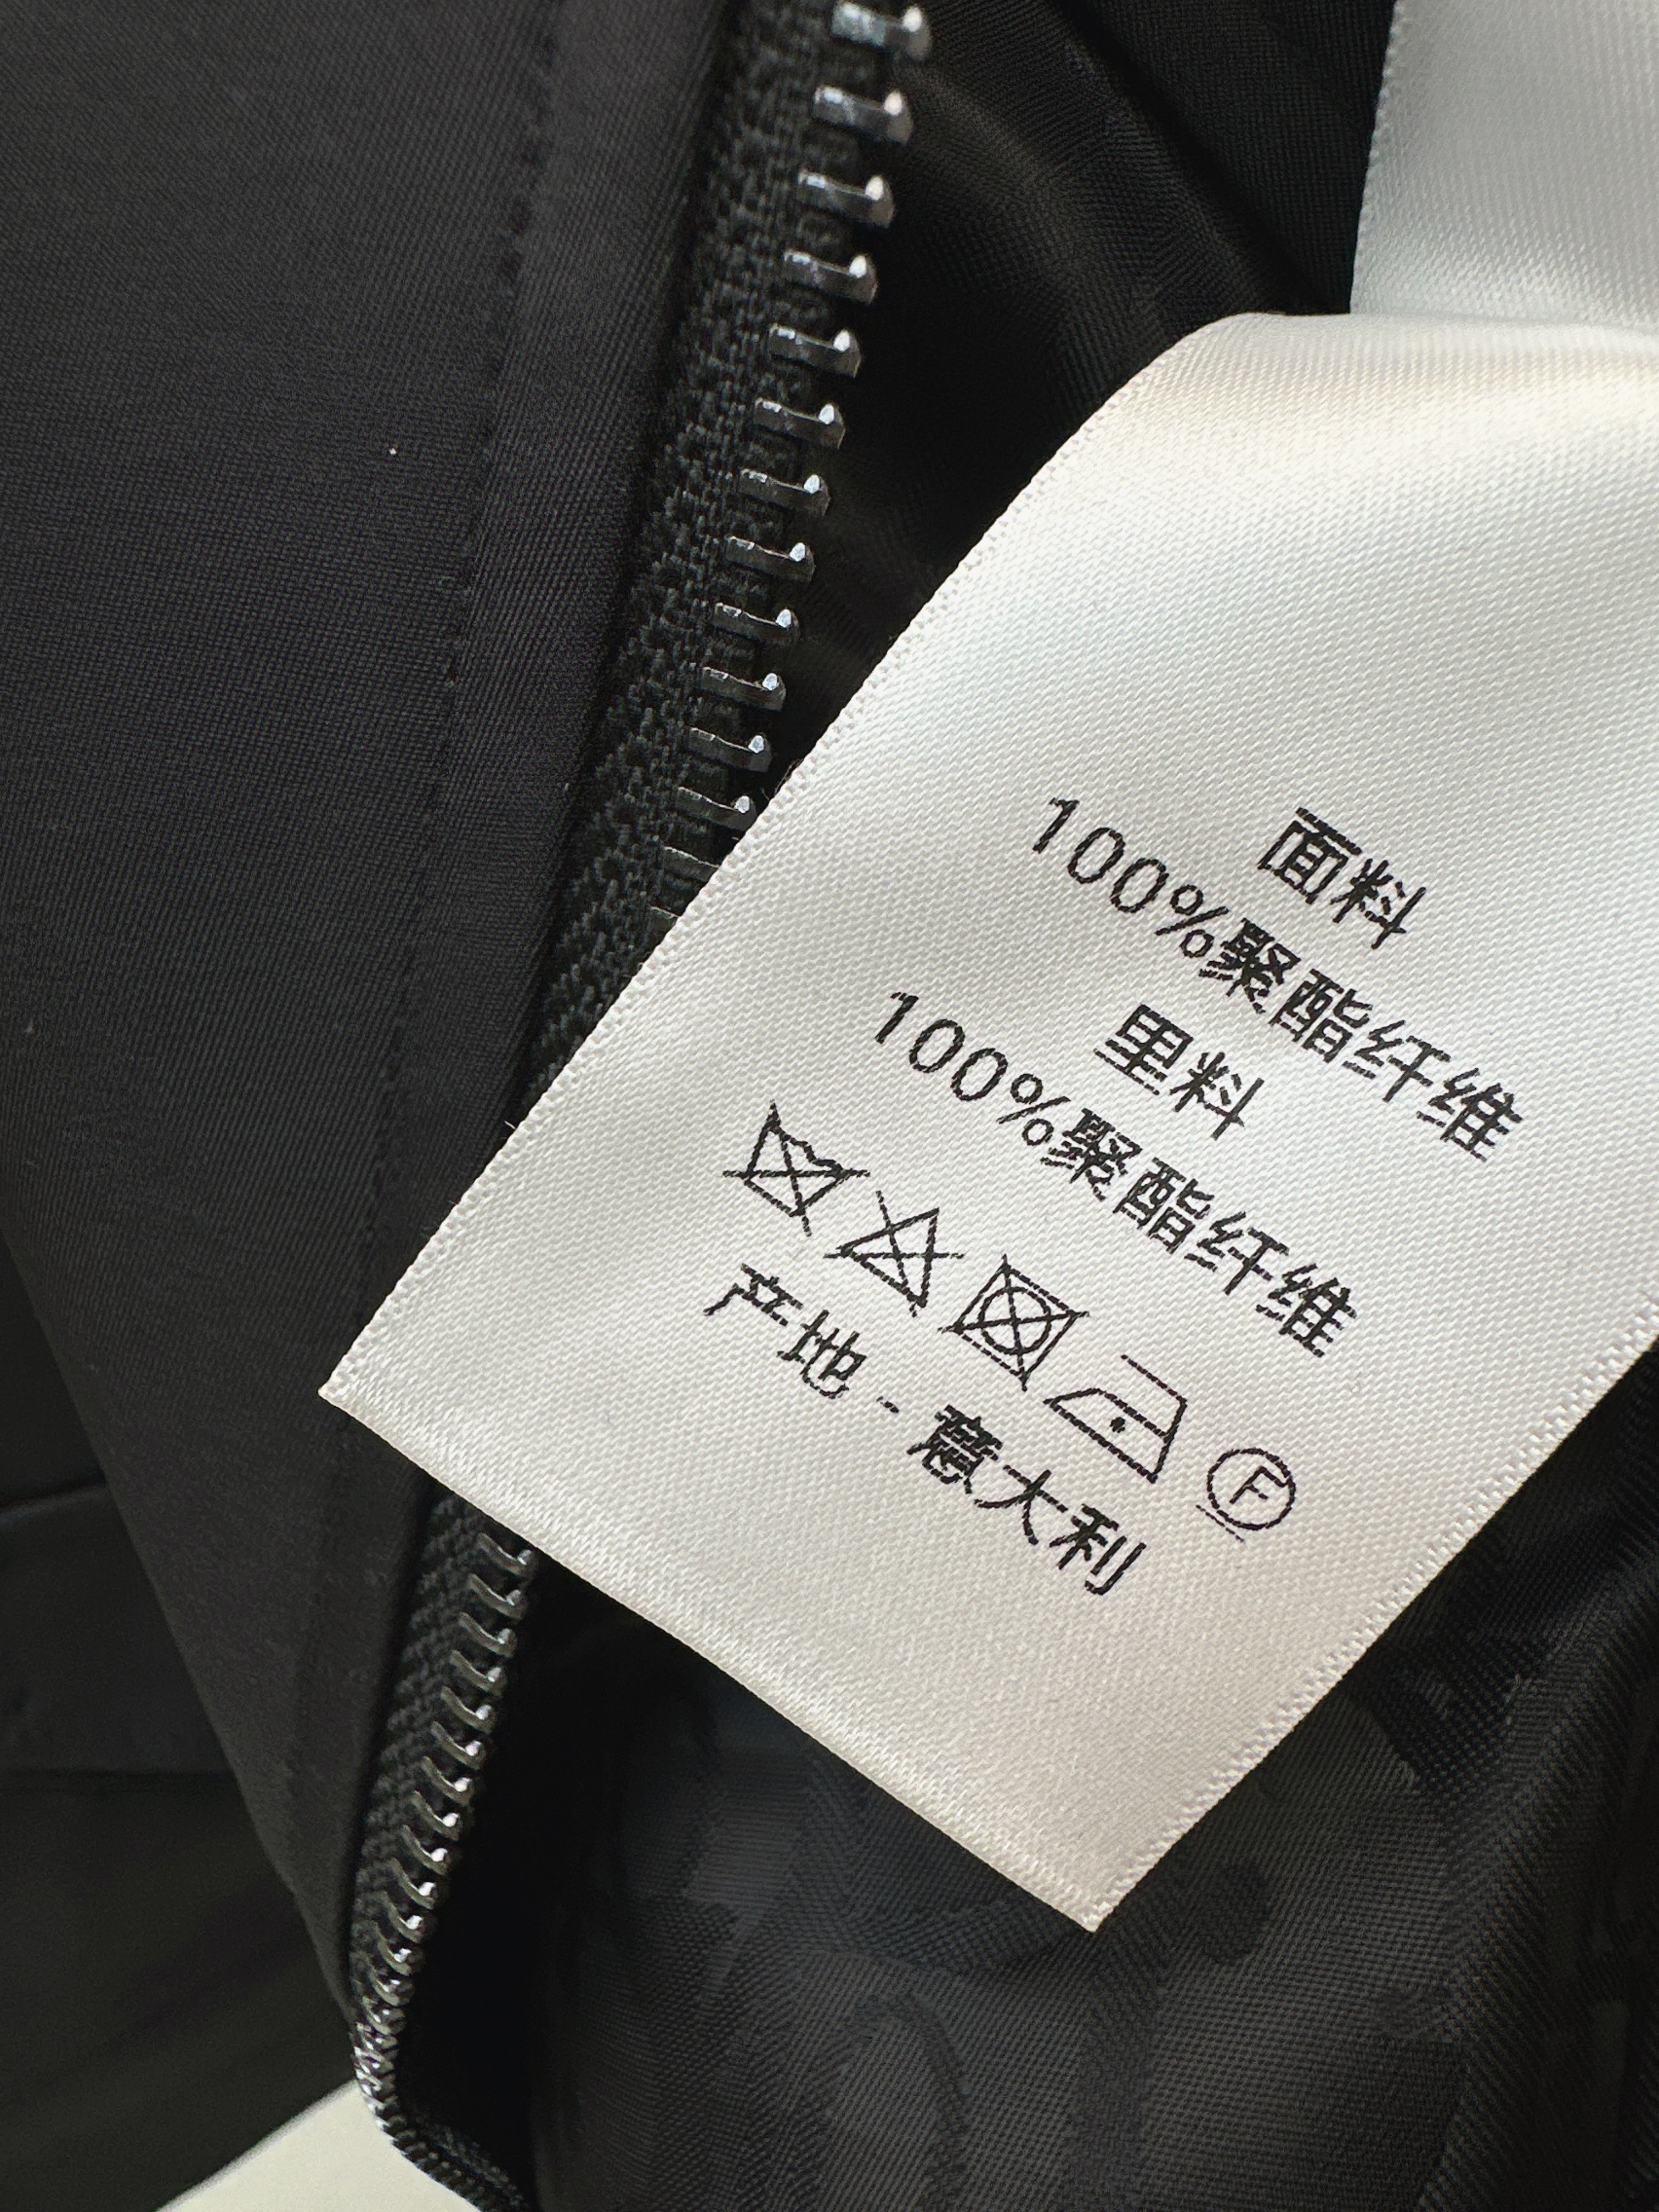 面料
100%聚酯纤维
里料
100%聚酯纤维
F
产地 - 意大利